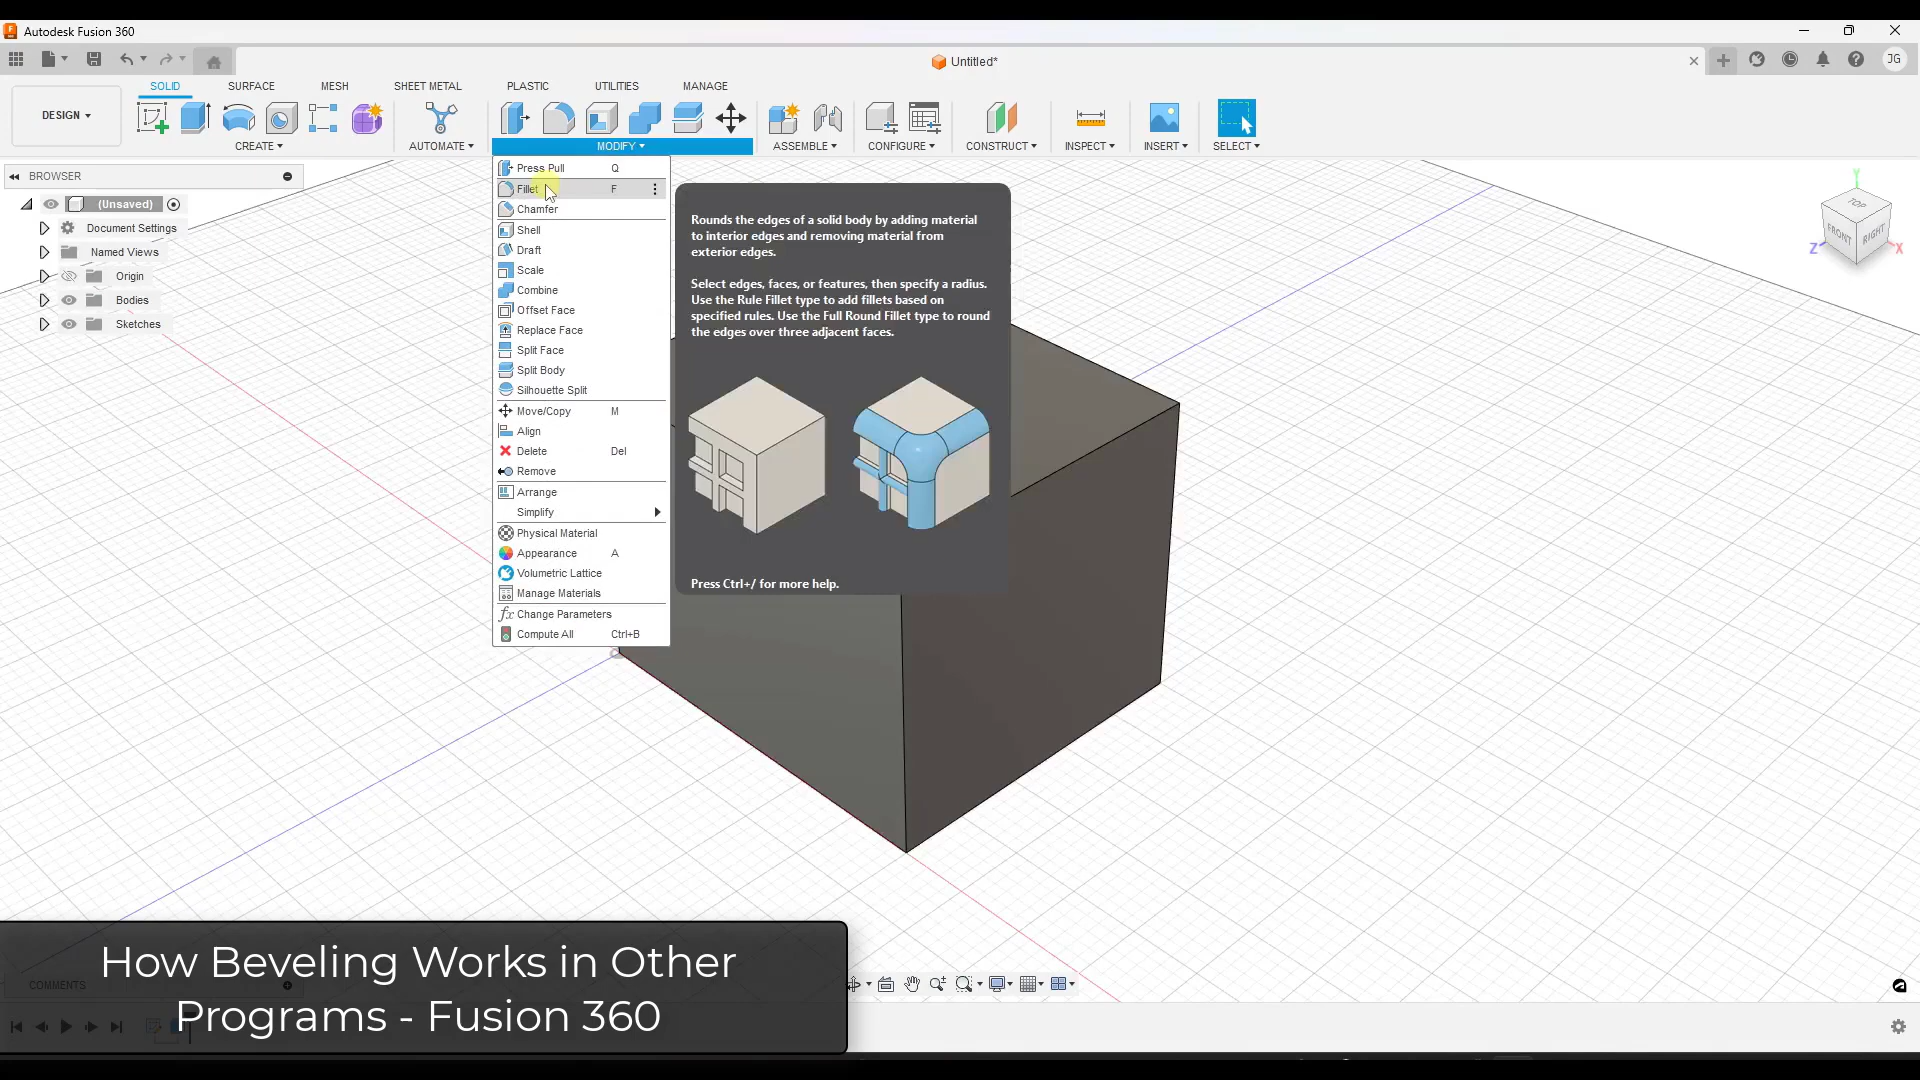 Autodesk Fusion 360
Untitled*
JG
SOLID
SURFACE
MESH
SHEET METAL
PLASTIC
UTILITIES
MANAGE
DESIGN
CREATE
AUTOMATE
MODIFY
ASSEMBLE
CONFIGURE
CONSTRUCT
INSPECT
INSERT
SELECT
BROWSER
(Unsaved)
Document Settings
Named Views
Origin
Bodies
Sketches
Press Pull Q
Fillet F
Chamfer
Shell
Draft
Scale
Combine
Offset Face
Replace Face
Split Face
Split Body
Silhouette Split
Move/Copy M
Align
Delete Del
Remove
Arrange
Simplify
Physical Material
Appearance A
Volumetric Lattice
Manage Materials
fx Change Parameters
Compute All Ctrl+B
Rounds the edges of a solid body by adding material
to interior edges and removing material from
exterior edges.
Select edges, faces, or features, then specify a radius.
Use the Rule Fillet type to add fillets based on
specified rules. Use the Full Round Fillet type to round
the edges over three adjacent faces.
Press Ctrl+/ for more help.
Y
TOP
FRONT
RIGHT
Z
X
COMMENTS
How Beveling Works in Other
Programs - Fusion 360